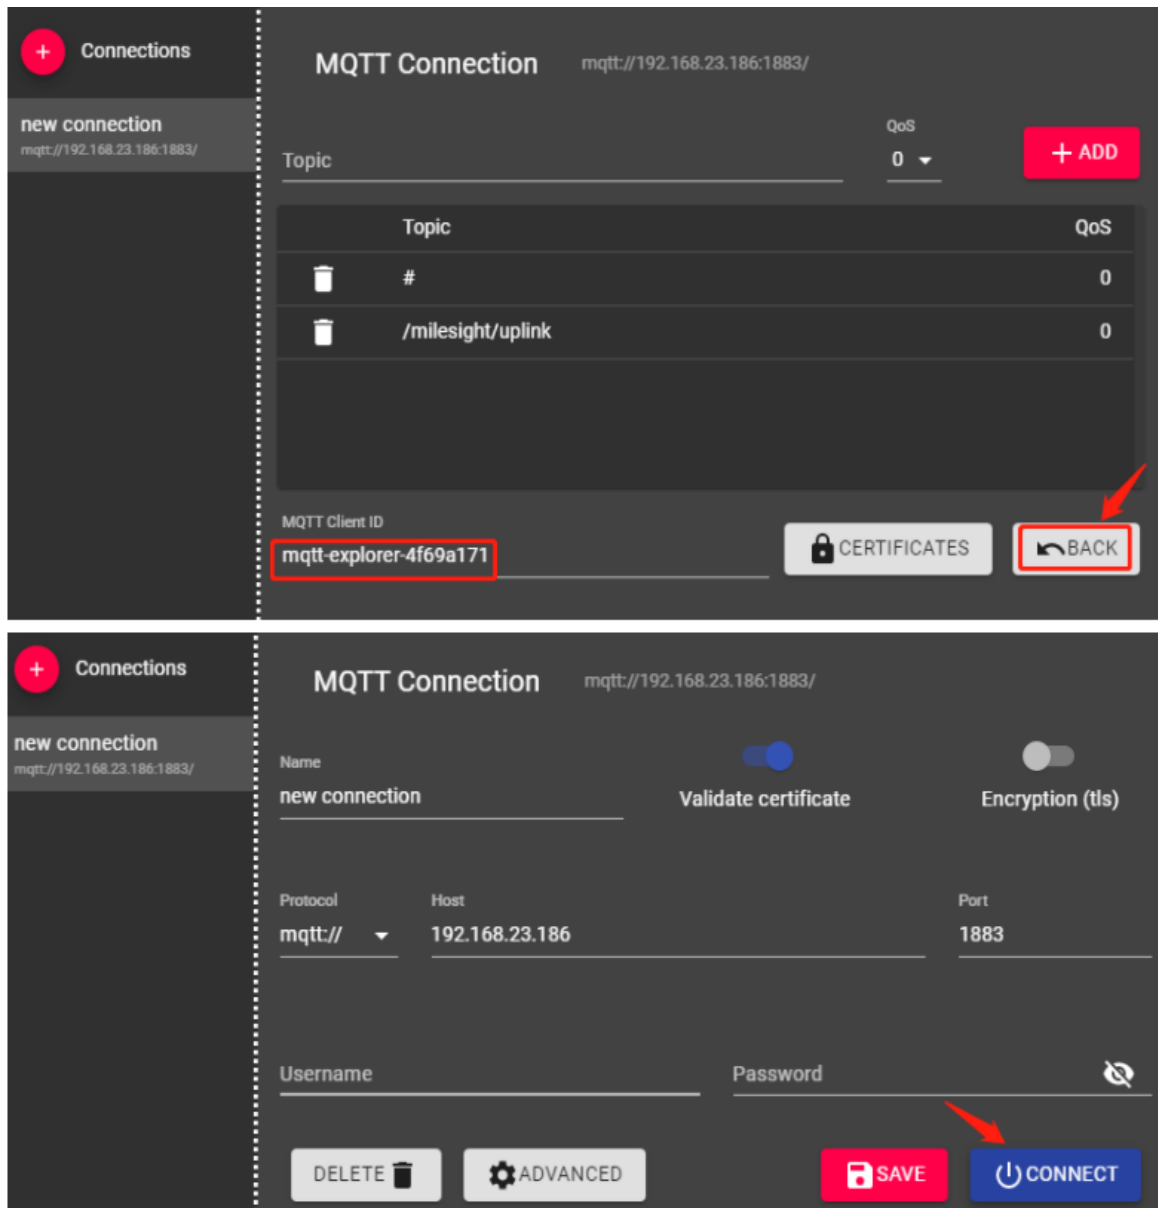 Connections
MQTT Connection mqtt://192.168.23.186:1883/
new connection
mqtt://192.168.23.186:1883/
QoS
Topic 0 + ADD
Topic QoS
# 0
/milesight/uplink 0
MQTT Client ID
mqtt-explorer-4f69a171
CERTIFICATES BACK
Connections
MQTT Connection mqtt://192.168.23.186:1883/
new connection
mqtt://192.168.23.186:1883/
Name
new connection
Validate certificate Encryption (tls)
Protocol Host Port
mqtt:// 192.168.23.186 1883
Username Password
DELETE ADVANCED SAVE CONNECT